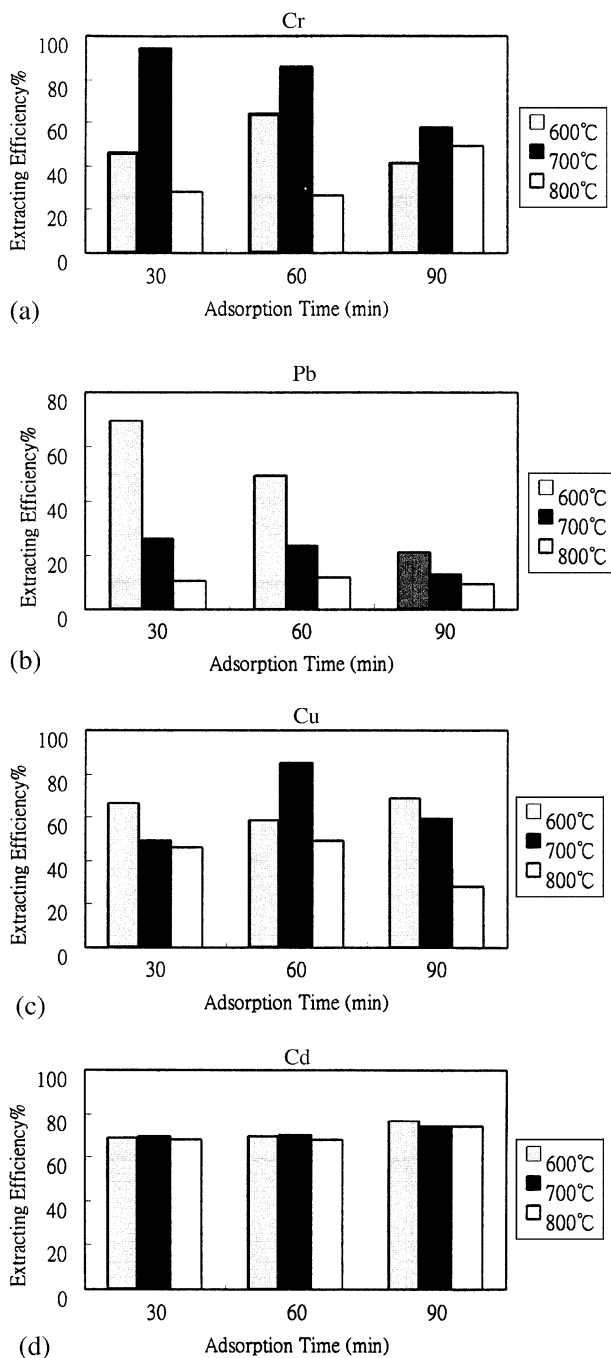 Cr
Extracting Efficiency%
100
80
60
40
20
0
30 60 90
Adsorption Time (min)
600℃
700℃
800℃
(a)
Pb
Extracting Efficiency%
80
60
40
20
0
30 60 90
Adsorption Time (min)
600℃
700℃
800℃
(b)
Cu
Extracting Efficiency%
100
80
60
40
20
0
30 60 90
Adsorption Time (min)
600℃
700℃
800℃
(c)
Cd
Extracting Efficiency%
100
80
60
40
20
0
30 60 90
Adsorption Time (min)
600℃
700℃
800℃
(d)